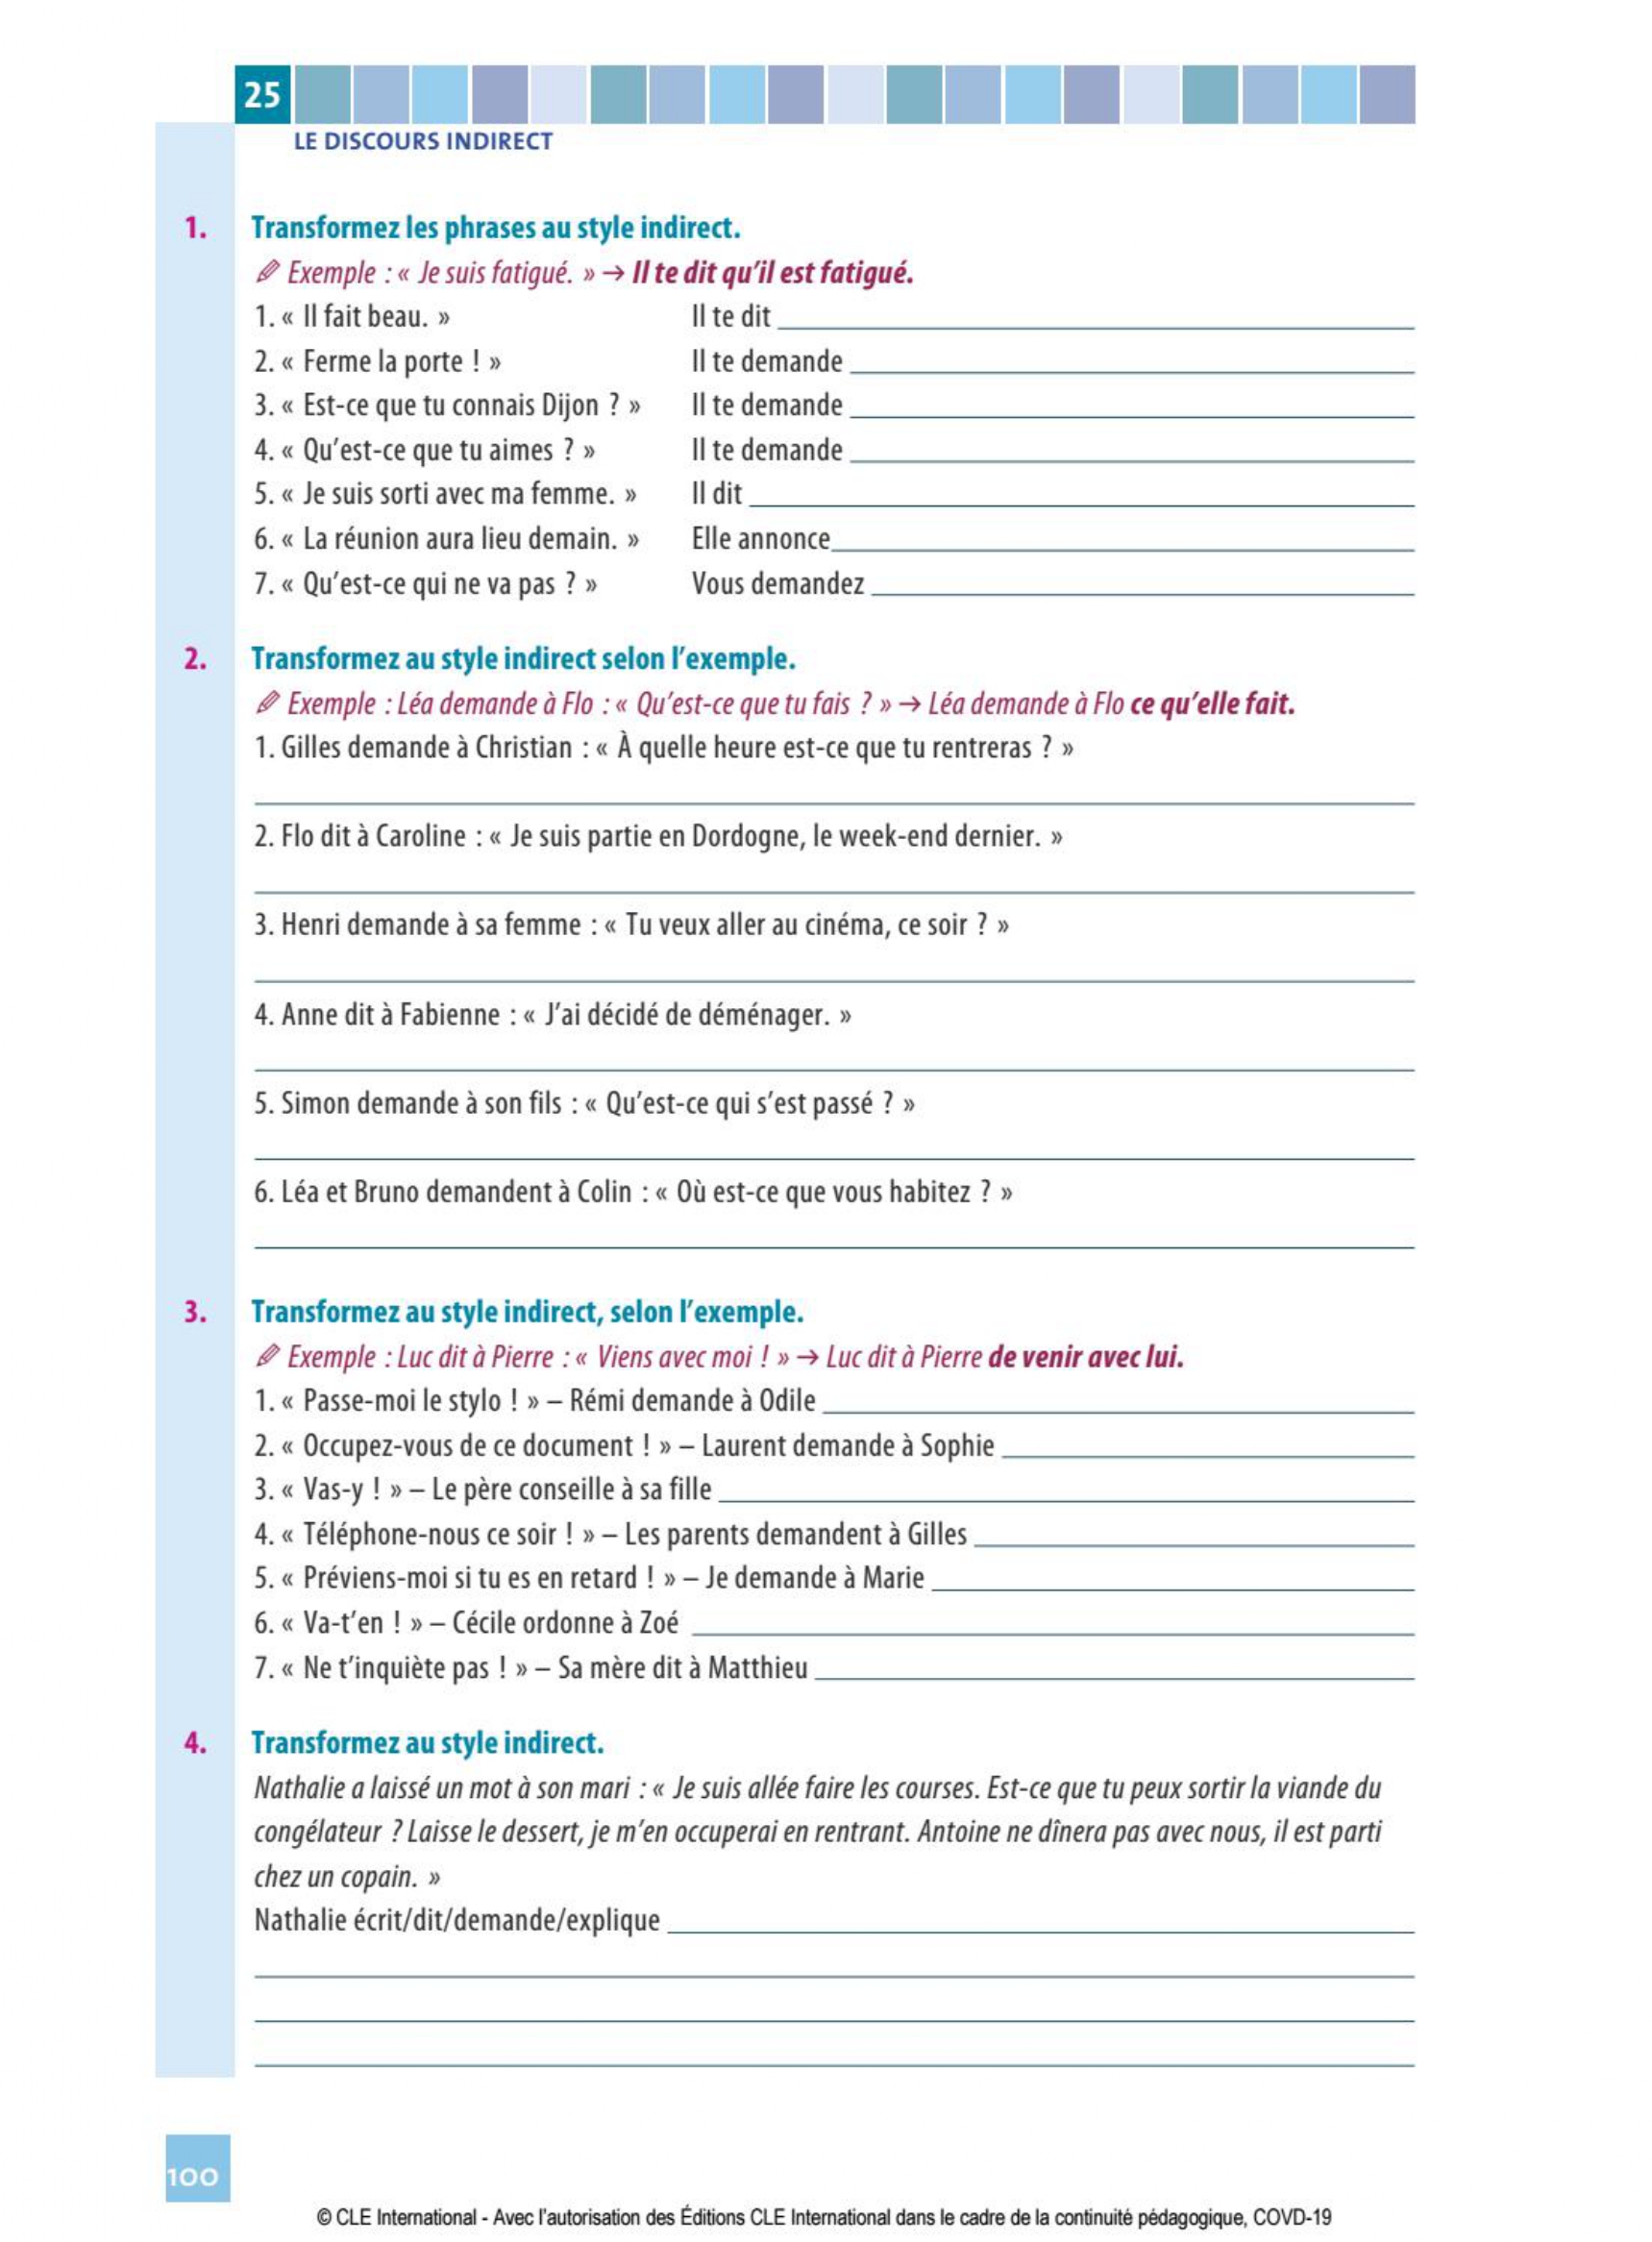 25
LE DISCOURS INDIRECT
1. Transformez les phrases au style indirect.
Exemple : « Je suis fatigué. » → Il te dit qu’il est fatigué.
1. « Il fait beau. » Il te dit
2. « Ferme la porte ! » Il te demande
3. « Est-ce que tu connais Dijon ? » Il te demande
4. « Qu’est-ce que tu aimes ? » Il te demande
5. « Je suis sorti avec ma femme. » Il dit
6. « La réunion aura lieu demain. » Elle annonce
7. « Qu’est-ce qui ne va pas ? » Vous demandez
2. Transformez au style indirect selon l’exemple.
Exemple : Léa demande à Flo : « Qu’est-ce que tu fais ? » → Léa demande à Flo ce qu’elle fait.
1. Gilles demande à Christian : « À quelle heure est-ce que tu rentreras ? »
2. Flo dit à Caroline : « Je suis partie en Dordogne, le week-end dernier. »
3. Henri demande à sa femme : « Tu veux aller au cinéma, ce soir ? »
4. Anne dit à Fabienne : « J’ai décidé de déménager. »
5. Simon demande à son fils : « Qu’est-ce qui s’est passé ? »
6. Léa et Bruno demandent à Colin : « Où est-ce que vous habitez ? »
3. Transformez au style indirect, selon l’exemple.
Exemple : Luc dit à Pierre : « Viens avec moi ! » → Luc dit à Pierre de venir avec lui.
1. « Passe-moi le stylo ! » – Rémi demande à Odile
2. « Occupez-vous de ce document ! » – Laurent demande à Sophie
3. « Vas-y ! » – Le père conseille à sa fille
4. « Téléphone-nous ce soir ! » – Les parents demandent à Gilles
5. « Préviens-moi si tu es en retard ! » – Je demande à Marie
6. « Va-t’en ! » – Cécile ordonne à Zoé
7. « Ne t’inquiète pas ! » – Sa mère dit à Matthieu
4. Transformez au style indirect.
Nathalie a laissé un mot à son mari : « Je suis allée faire les courses. Est-ce que tu peux sortir la viande du
congélateur ? Laisse le dessert, je m’en occuperai en rentrant. Antoine ne dînera pas avec nous, il est parti
chez un copain. »
Nathalie écrit/dit/demande/explique
100
© CLE International - Avec l’autorisation des Éditions CLE International dans le cadre de la continuité pédagogique, COVD-19